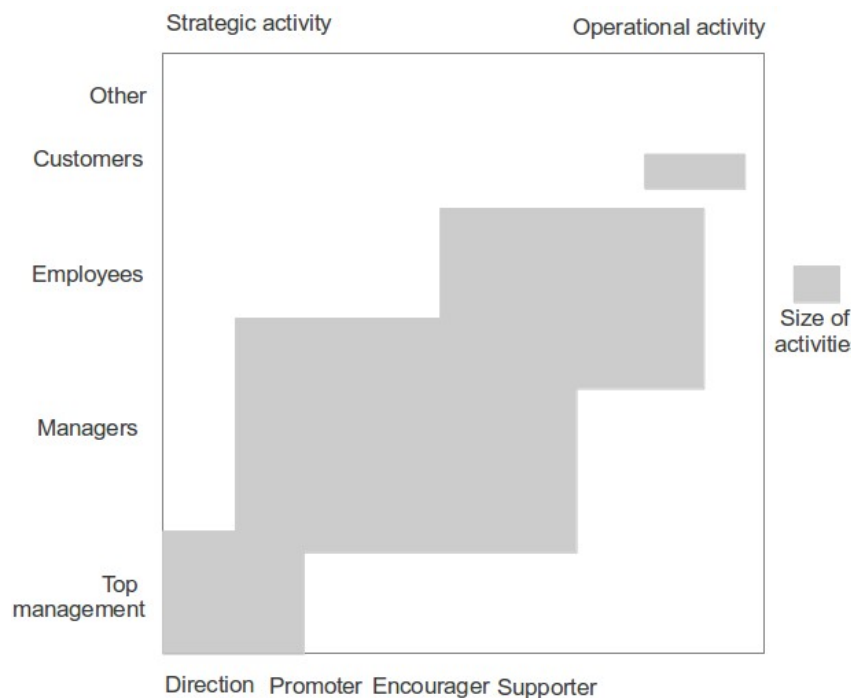 Strategic activity
Operational activity
Other
Customers
Employees
Size of
activitie
Managers
Top
management
Direction
Promoter
Encourager
Supporter